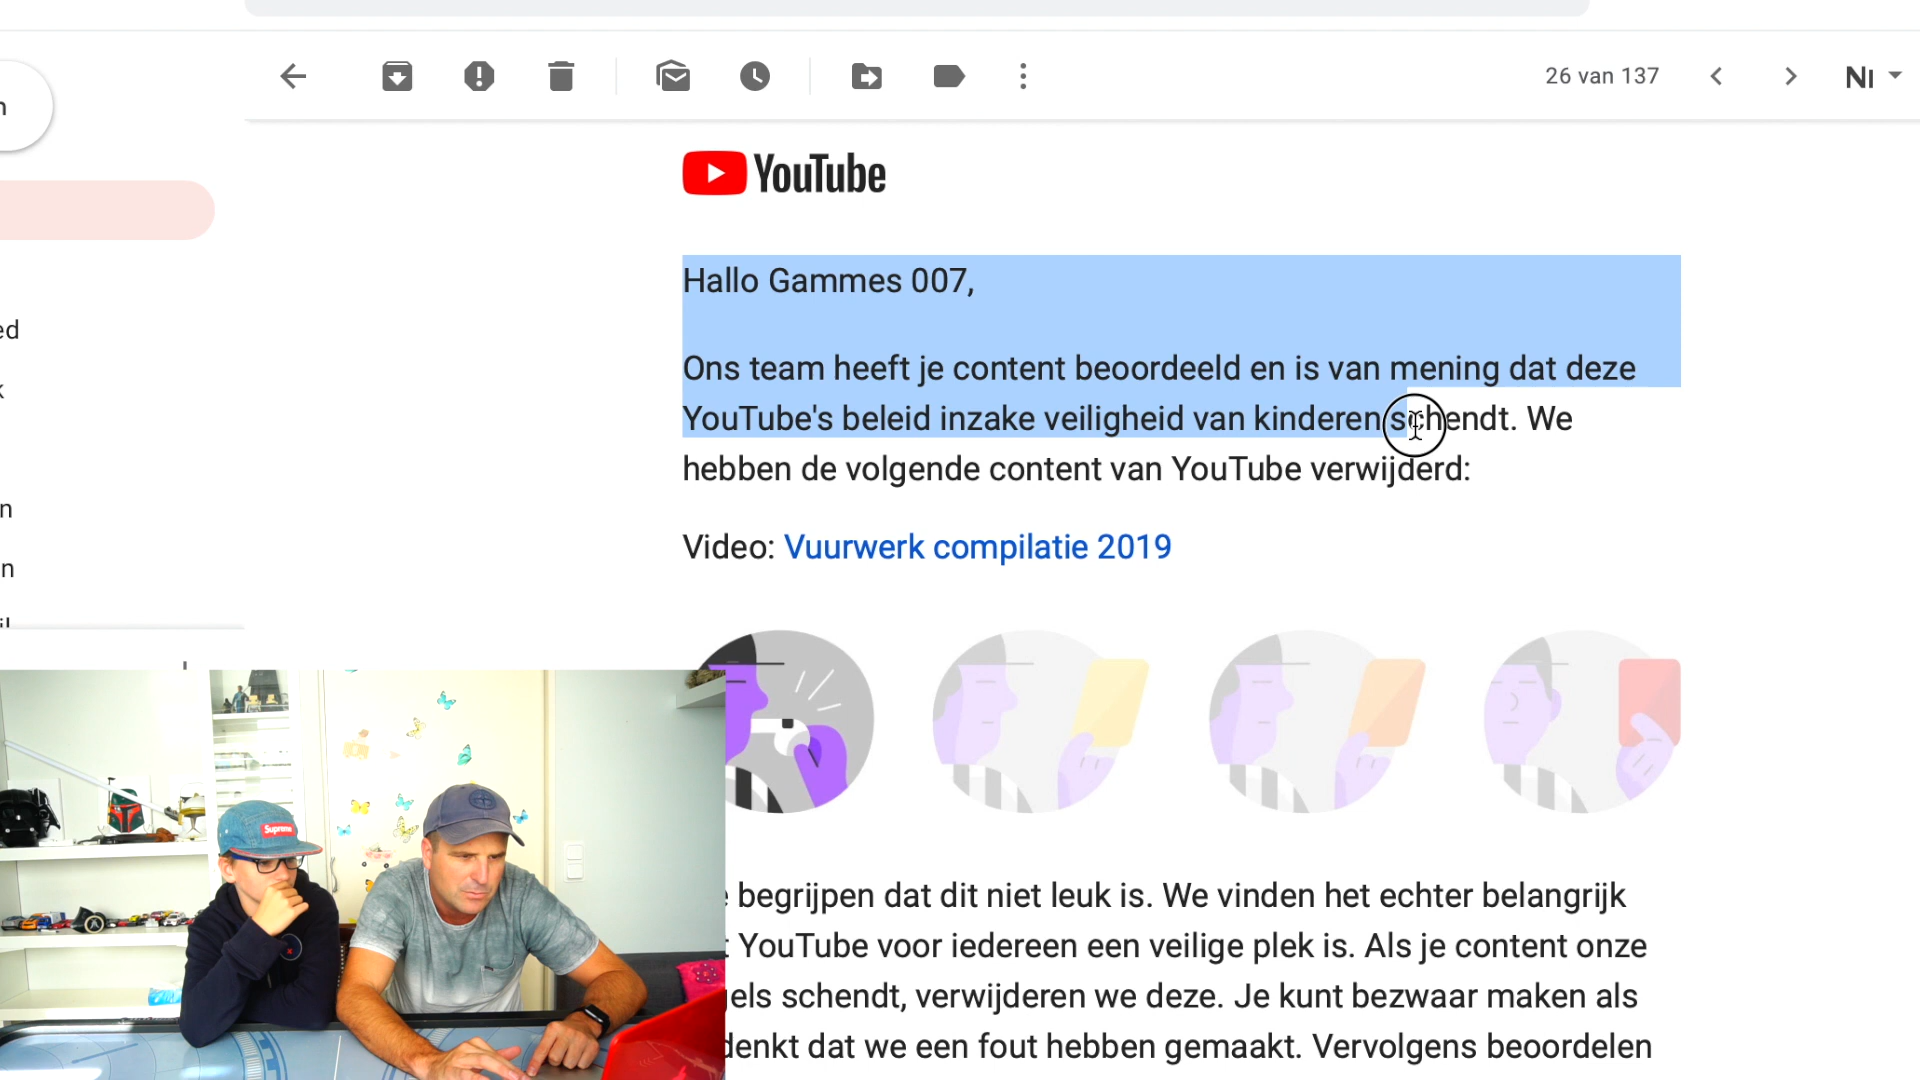 26 van 137
NI
YouTube
Hallo Gammes 007,
Ons team heeft je content beoordeeld en is van mening dat deze
YouTube's beleid inzake veiligheid van kinderen schendt. We
hebben de volgende content van YouTube verwijderd:
Video: Vuurwerk compilatie 2019
begrijpen dat dit niet leuk is. We vinden het echter belangrijk
YouTube voor iedereen een veilige plek is. Als je content onze
els schendt, verwijderen we deze. Je kunt bezwaar maken als
denkt dat we een fout hebben gemaakt. Vervolgens beoordelen
ed
n
n
Supreme